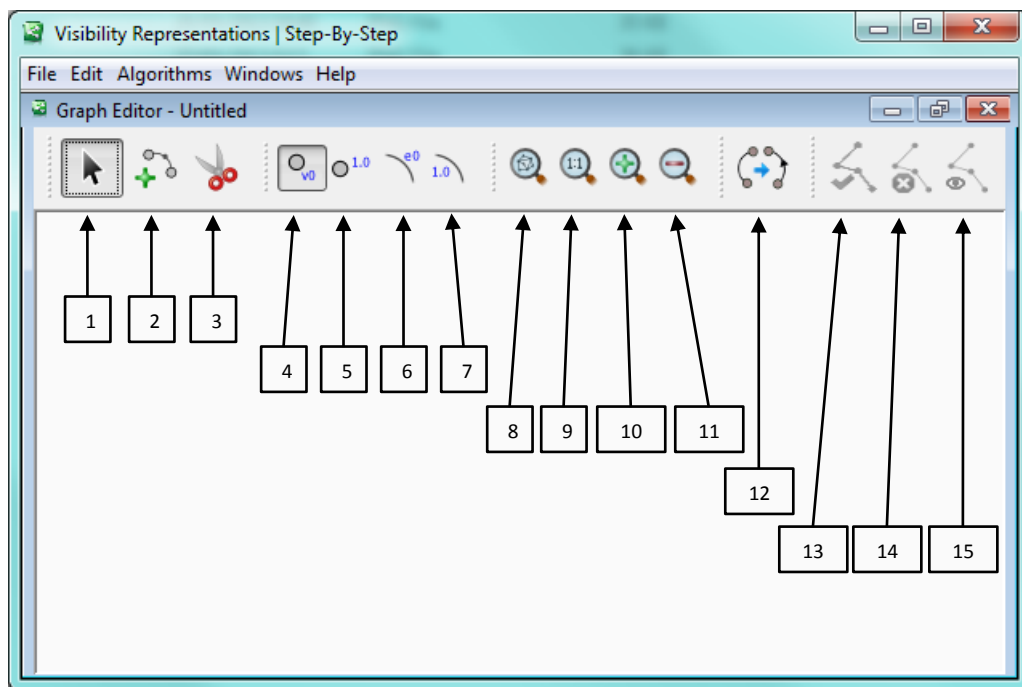 Visibility Representations | Step-By-Step
File Edit Algorithms Windows Help
Graph Editor - Untitled
v0 1.0 e0 1.0 1:1
1 2 3
4 5 6 7
8 9 10 11
12
13 14 15